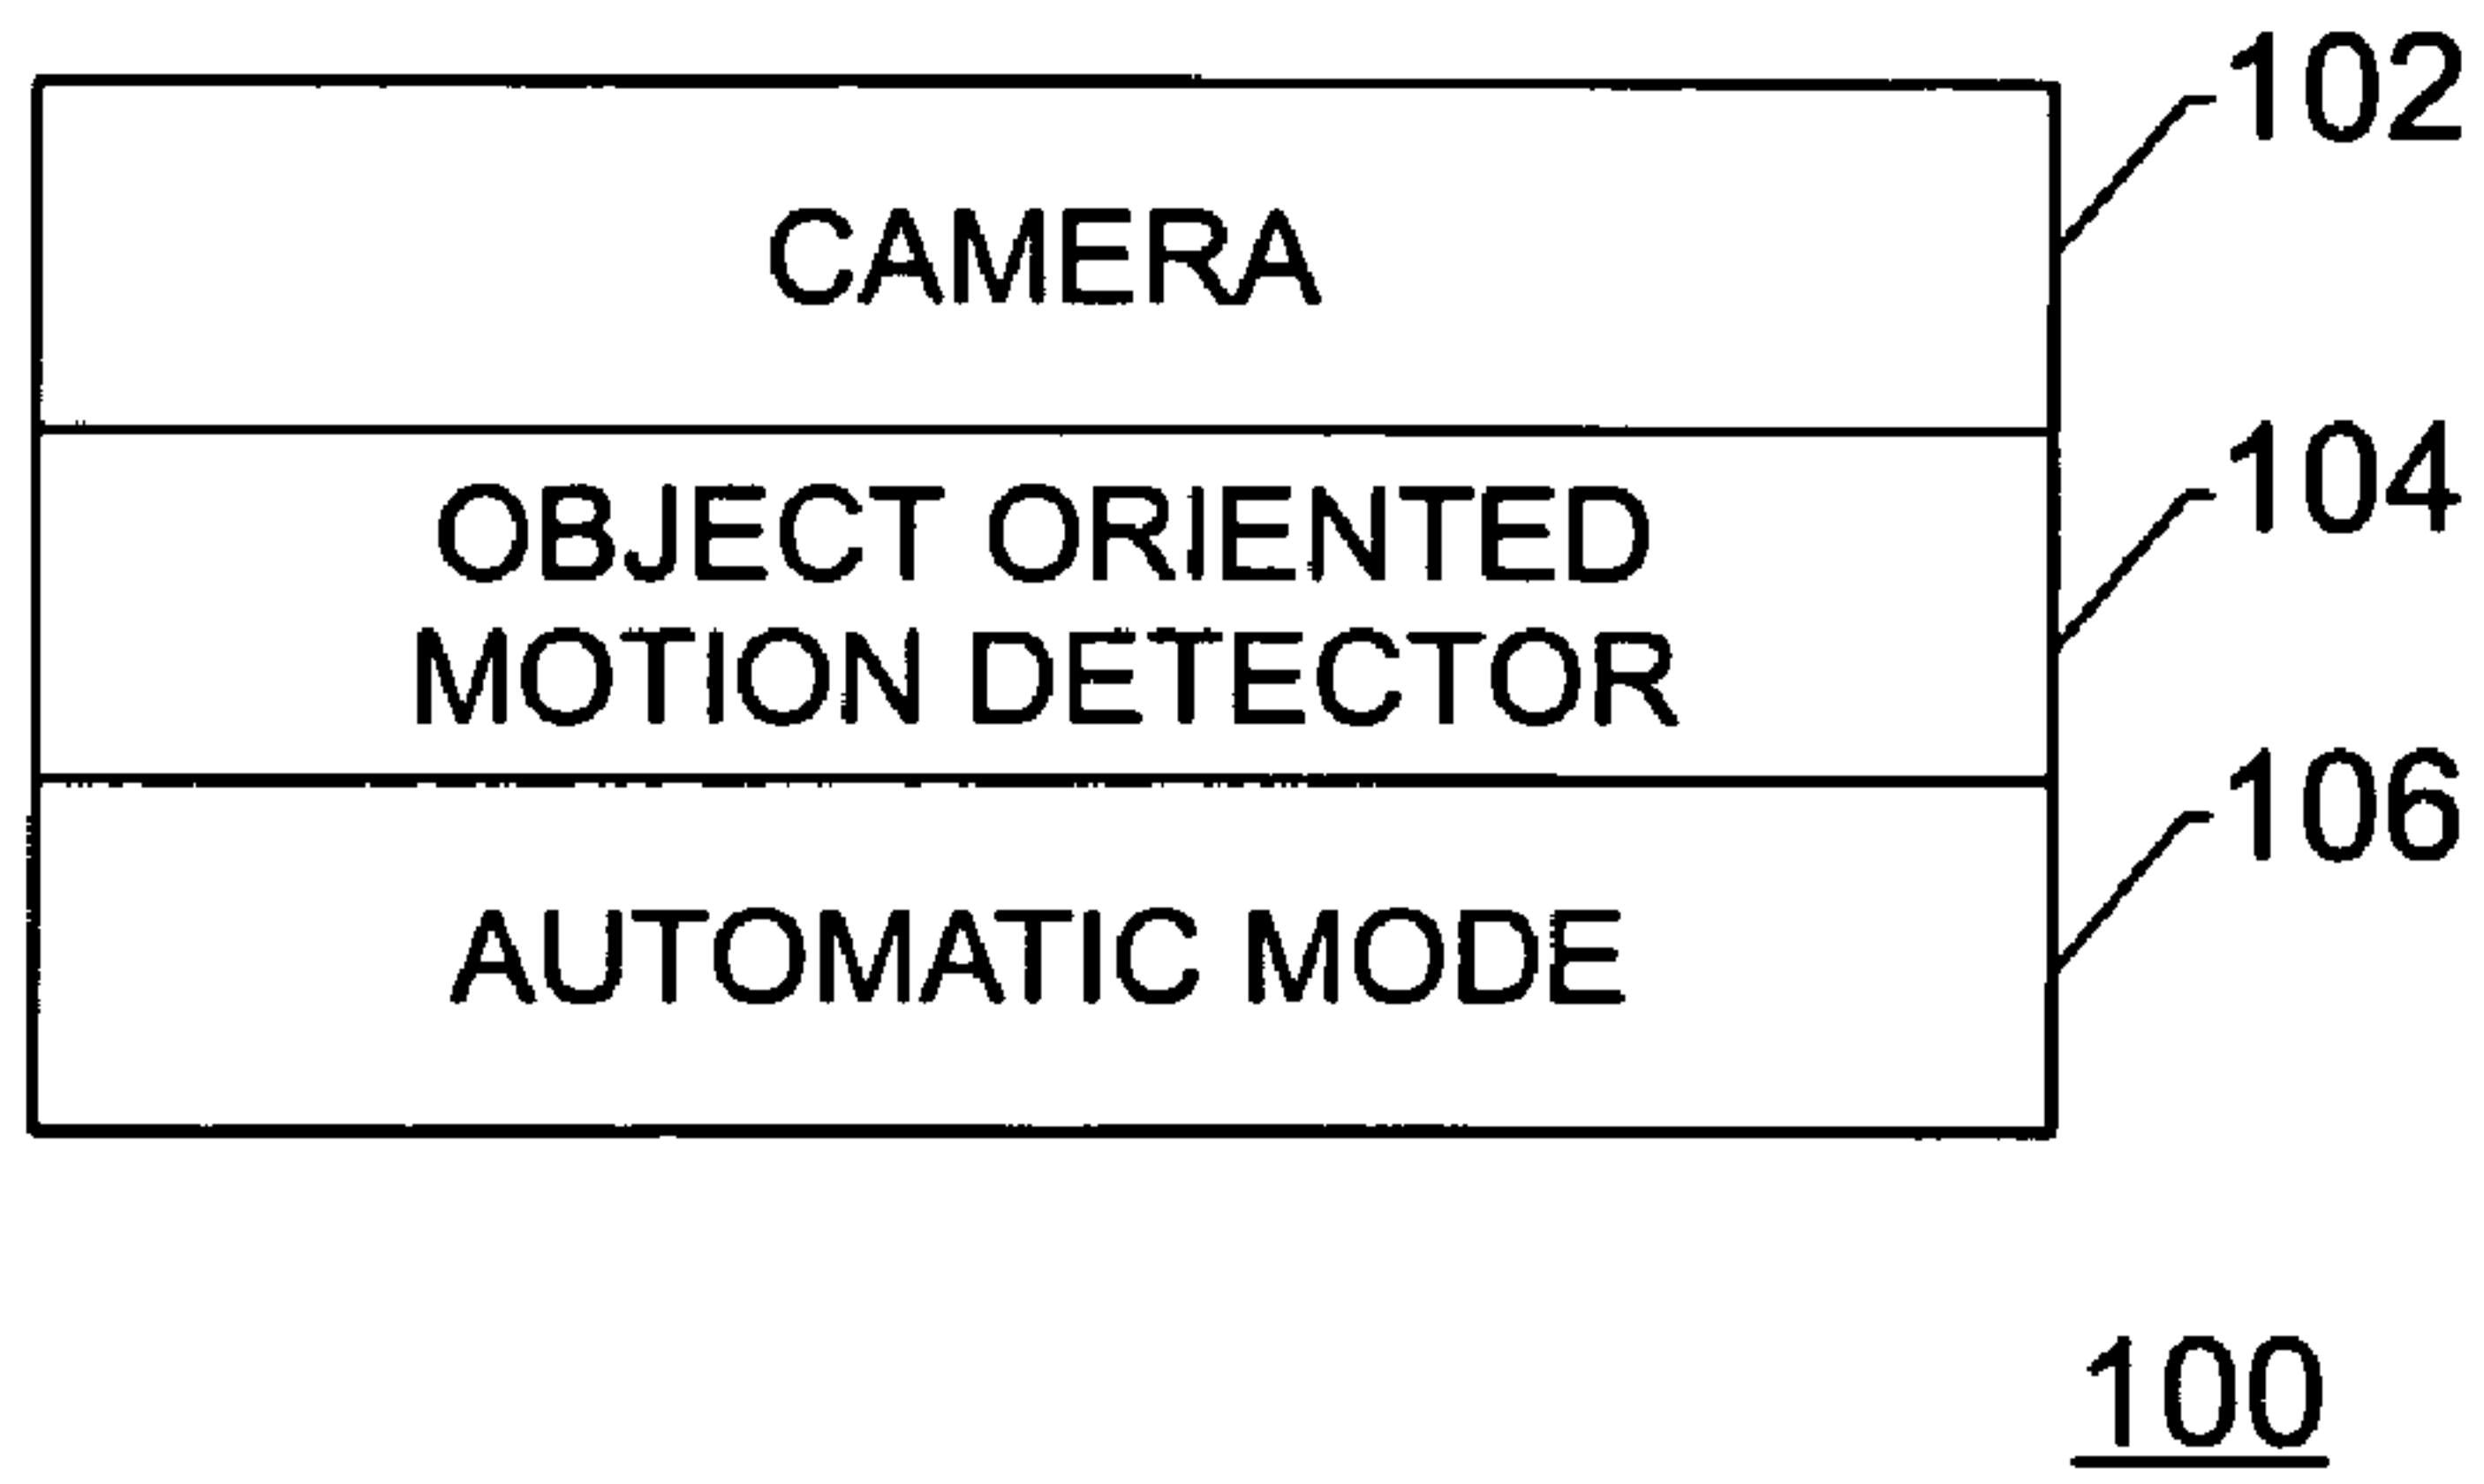 102
CAMERA
104
OBJECT ORIENTED
MOTION DETECTOR
106
AUTOMATIC MODE
100